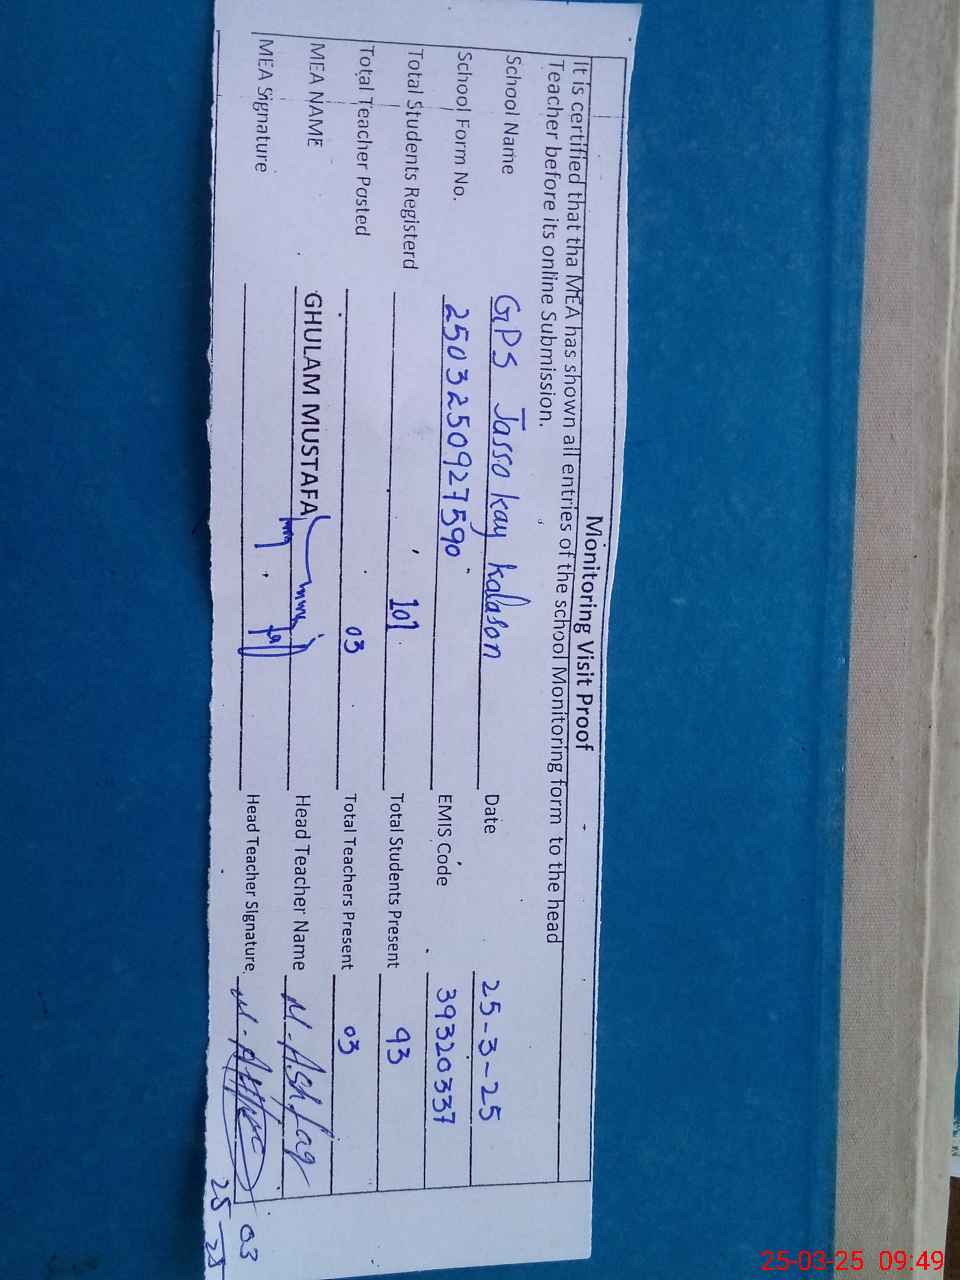 Monitoring Visit Proof
It is certified that tha MEA has shown all entries of the school Monitoring form to the head
Teacher before its online Submission.
School Name GPS Jasso kay kalason Date 25-3-25
School Form No. 2503250927590 EMIS Code 39320337
Total Students Registerd 101 Total Students Present 93
Total Teacher Posted 03 Total Teachers Present 03
MEA NAME GHULAM MUSTAFA Head Teacher Name M. Ashfaq
MEA Signature Head Teacher Signature
25-03-25 09:49